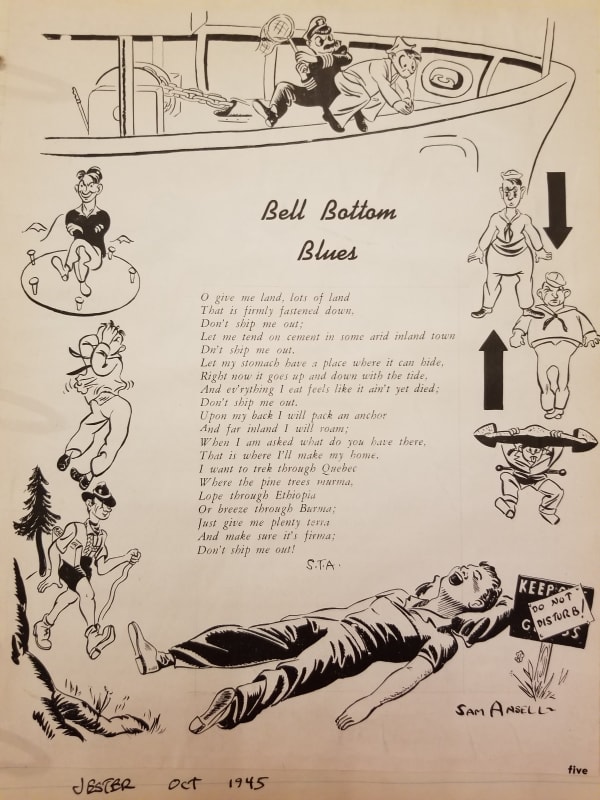 Bell Bottom
Blues
O give me land, lots of land
That is firmly fastened down,
Don't ship me out;
Let me tend on cement in some arid inland town
Dn't ship me out.
Let my stomach have a place where it can hide,
Right now it goes up and down with the tide,
And ev'rything I eat feels like it ain't yet died;
Don't ship me out.
Upon my back I will pack an anchor
And far inland I will roam;
When I am asked what do you have there,
That is where I'll make my home.
I want to trek through Quebec
Where the pine trees murma,
Lope through Ethiopia
Or breeze through Burma;
Just give me plenty terra
And make sure it's firma;
Don't ship me out!
S.T.A.
KEEP
DO NOT
DISTURB!
SAM ANSELL
five
JESTER OCT 1945